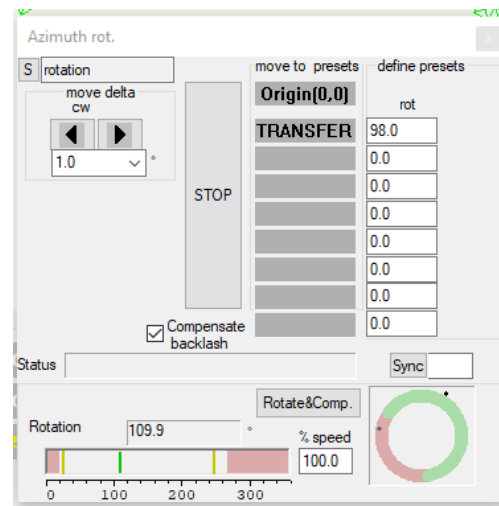 Azimuth rot.
x
S rotation
move to presets
define presets
move delta
cw
Origin(0,0)
rot
TRANSFER
98.0
1.0 °
0.0
0.0
STOP
0.0
0.0
0.0
0.0
0.0
Compensate
backlash
Status
Sync
Rotate&Comp.
Rotation 109.9 °
% speed
100.0
0 100 200 300